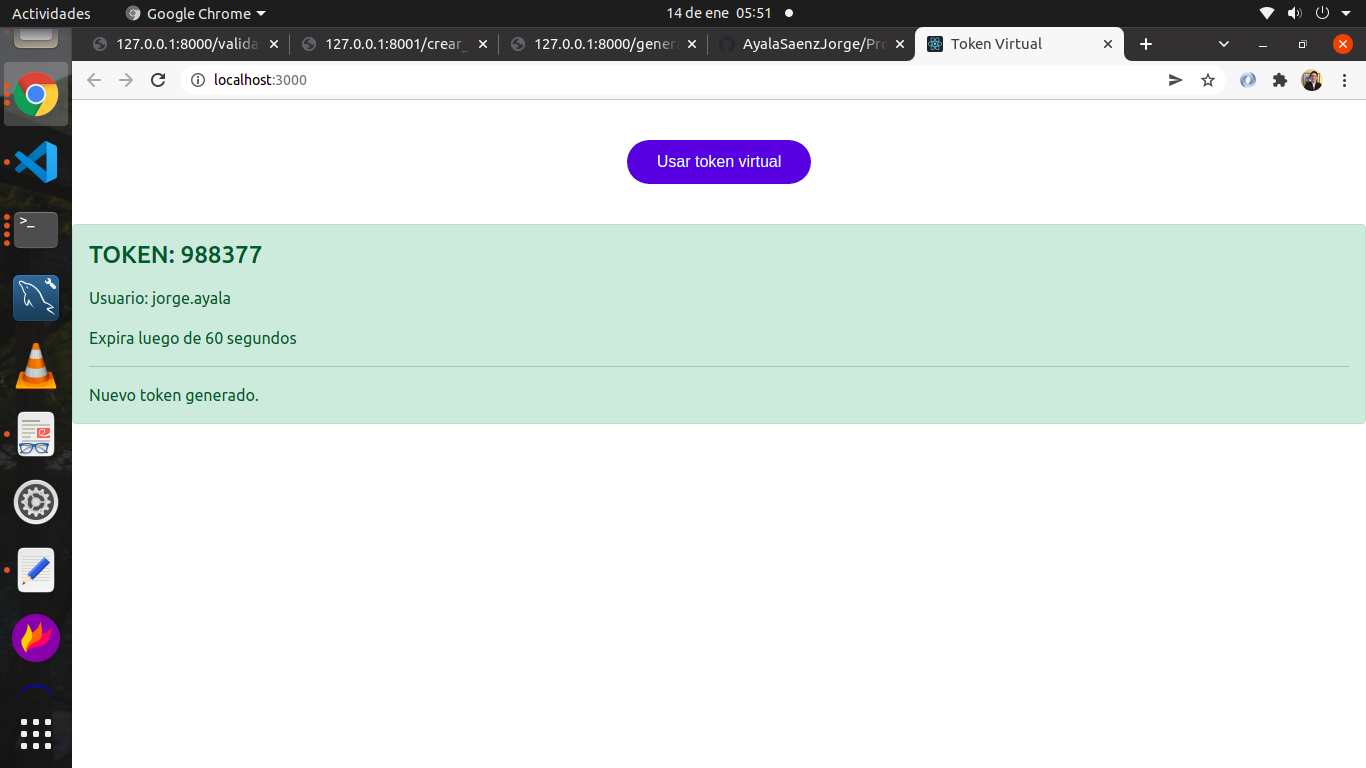 Actividades Google Chrome 14 de ene 05:51
127.0.0.1:8000/valida 127.0.0.1:8001/crear_ 127.0.0.1:8000/gener AyalaSaenzJorge/Pro Token Virtual
localhost:3000
Usar token virtual
>_
TOKEN: 988377
Usuario: jorge.ayala
Expira luego de 60 segundos
Nuevo token generado.